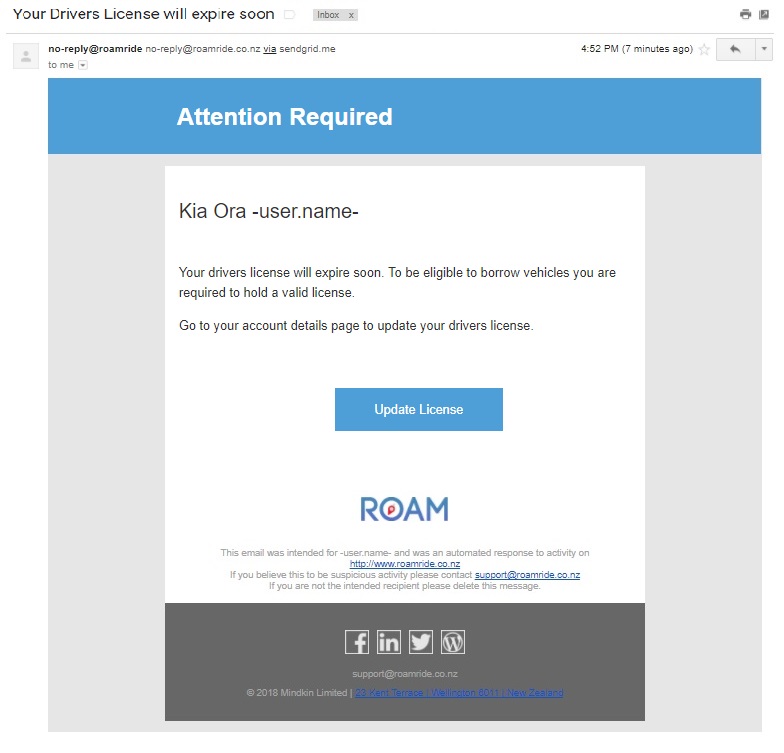 Your Drivers License will expire soon
Inbox x
no-reply@roamride no-reply@roamride.co.nz via sendgrid.me
4:52 PM (7 minutes ago)
to me
Attention Required
Kia Ora -user.name-
Your drivers license will expire soon. To be eligible to borrow vehicles you are
required to hold a valid license.
Go to your account details page to update your drivers license.
Update License
ROAM
This email was intended for -user.name- and was an automated response to activity on
http://www.roamride.co.nz
If you believe this to be suspicious activity please contact support@roamride.co.nz
If you are not the intended recipient please delete this message.
support@roamride.co.nz
© 2018 Mindkin Limited | 23 Kent Terrace | Wellington 6011 | New Zealand